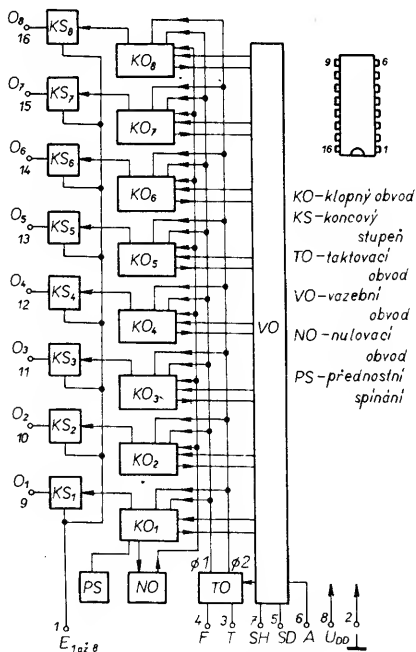 O8
16
KS8
KO8
O7
15
KS7
KO7
O6
14
KS6
KO6
O5
13
KS5
KO5
O4
12
KS4
KO4
O3
11
KS3
KO3
O2
10
KS2
KO2
O1
9
KS1
KO1
VO
PS
NO
ø1
TO
ø2
1
E1až8
4
F
3
T
7
SH
5
SD
6
A
8
UDD
2
9
6
16
1
KO-klopný obvod
KS-koncový
stupeň
TO-taktovací
obvod
VO-vazební
obvod
NO-nulovací
obvod
PS-přednostní
spínání